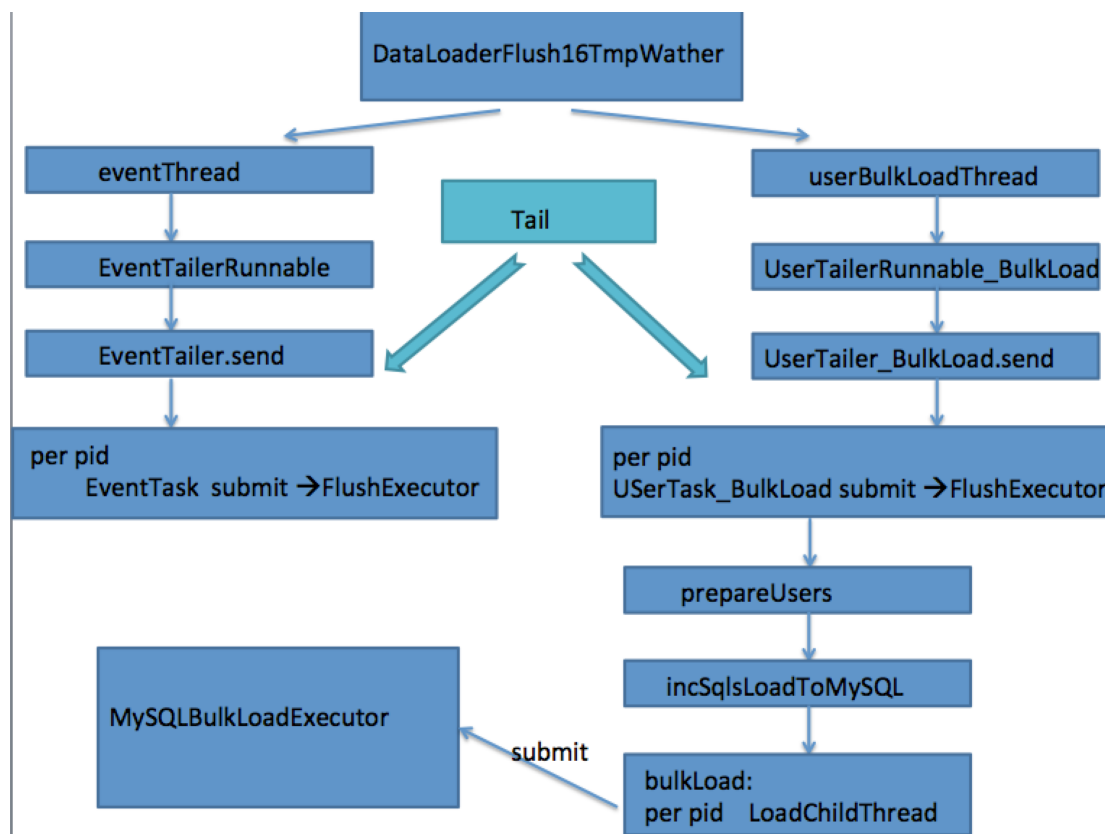 DataLoaderFlush16TmpWather
eventThread
userBulkLoadThread
Tail
EventTailerRunnable
UserTailerRunnable_BulkLoad
EventTailer.send
UserTailer_BulkLoad.send
per pid
EventTask submit →FlushExecutor
per pid
USerTask_BulkLoad submit →FlushExecutor
prepareUsers
incSqlsLoadToMySQL
MySQLBulkLoadExecutor
submit
bulkLoad:
per pid LoadChildThread